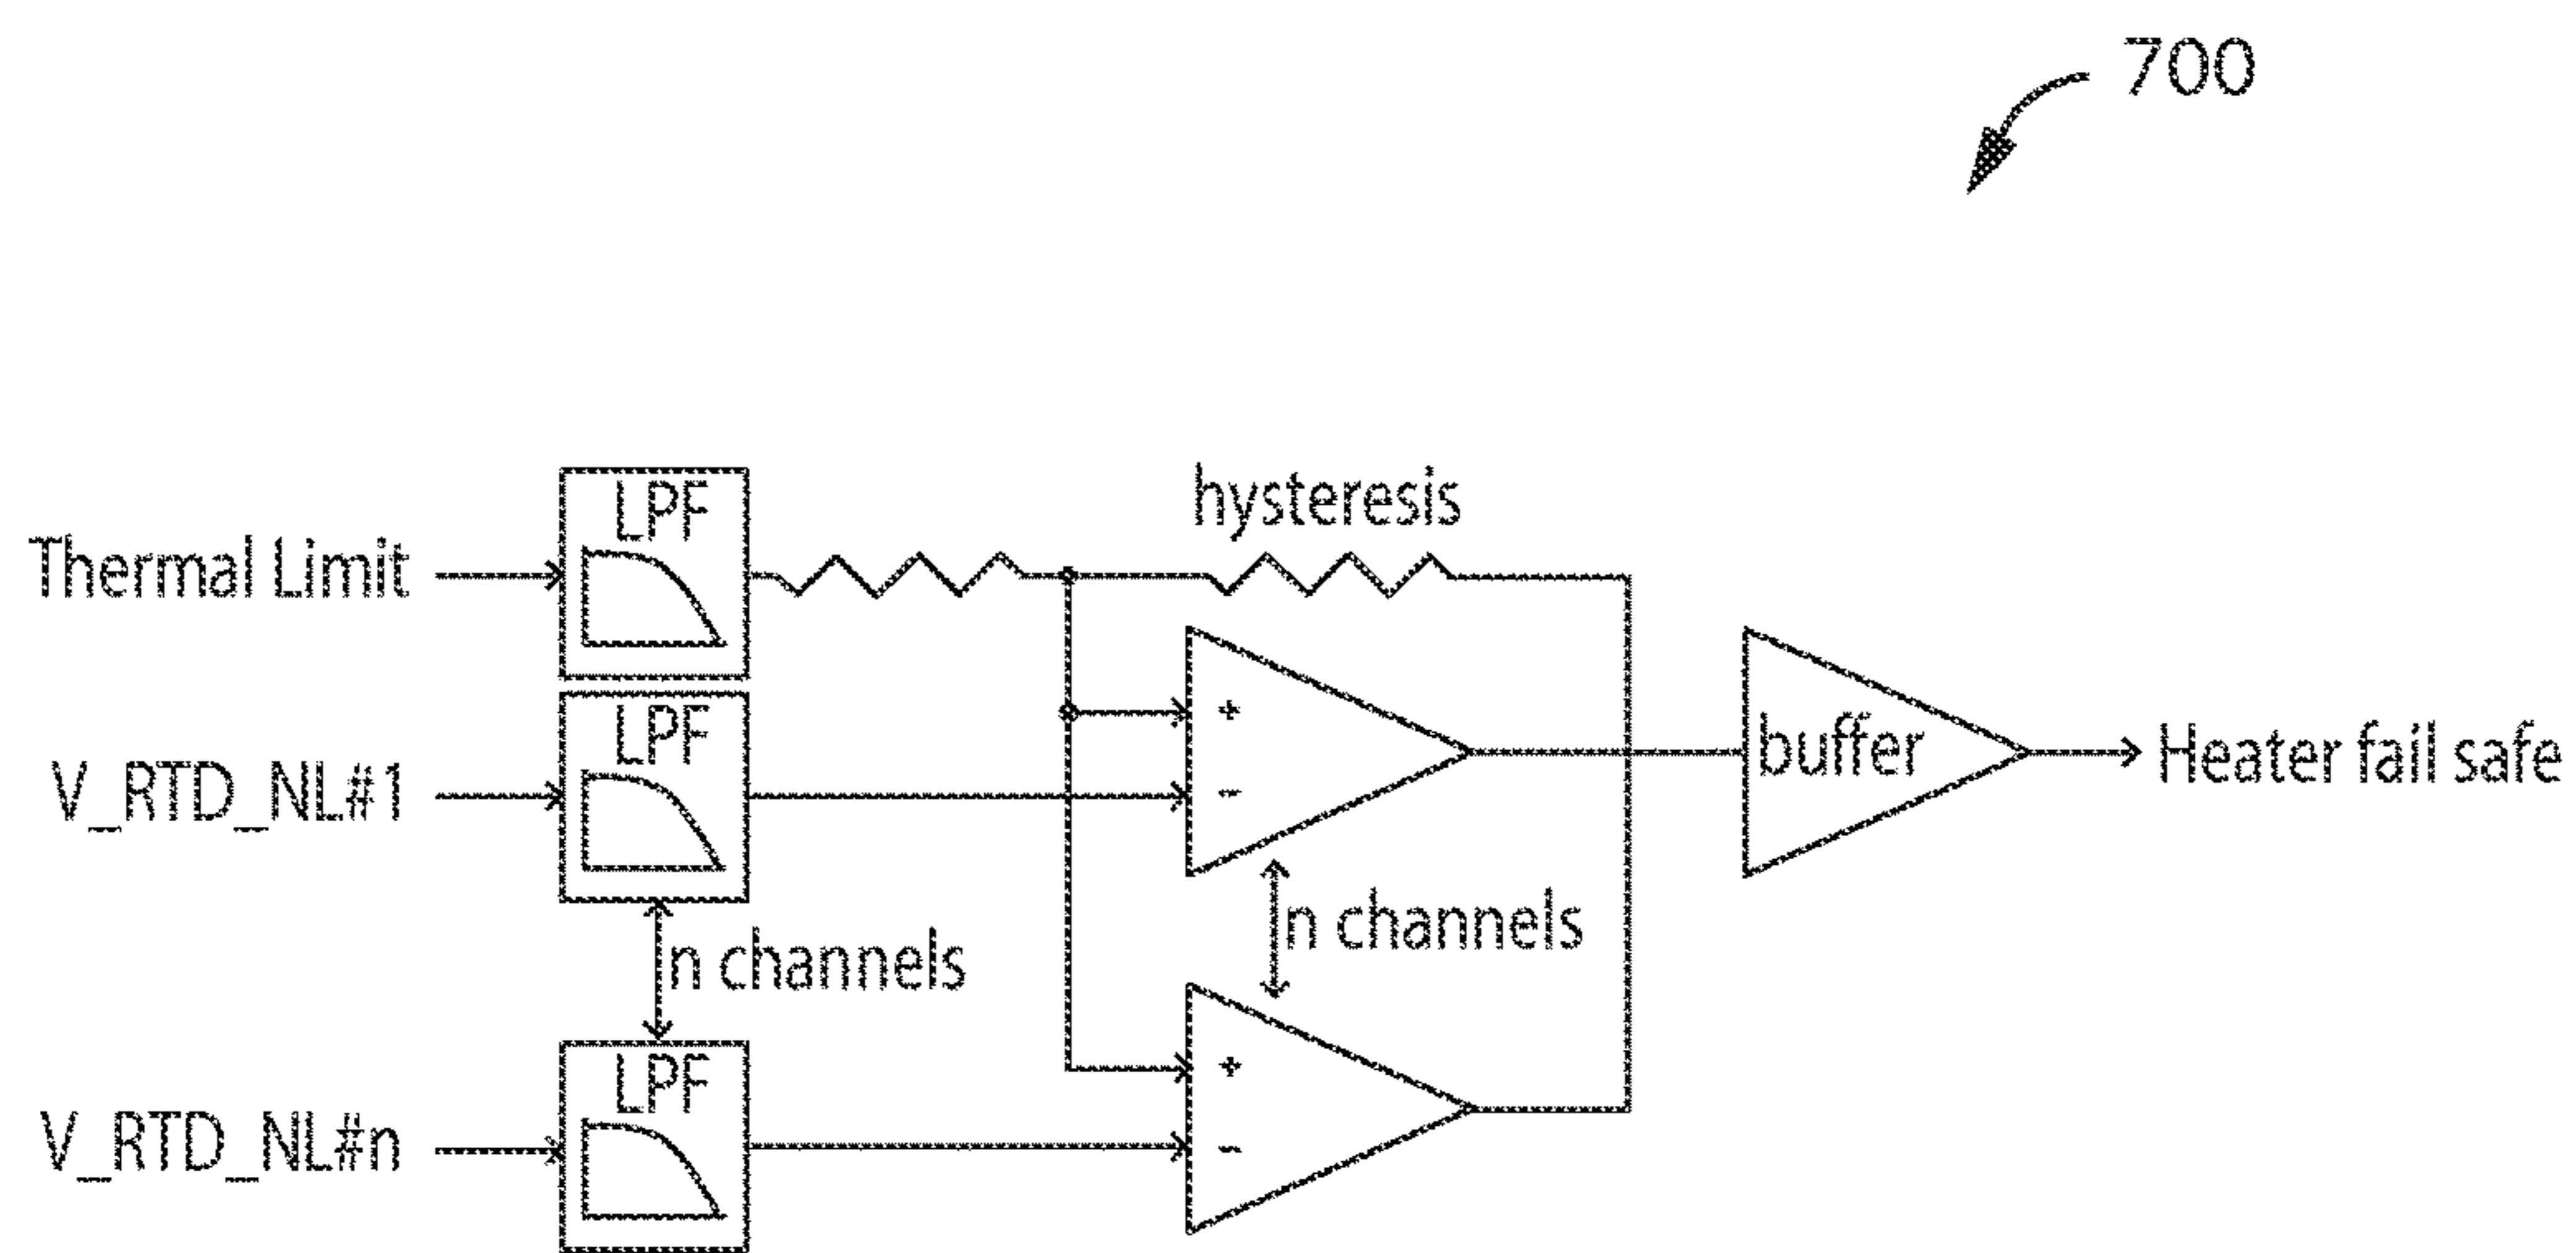 700
LPF
hysteresis
Thermal Limit
LPF
+
buffer
Heater fail safe
V_RTD_NL#1
-
n channels
n channels
LPF
+
V_RTD_NL#n
-